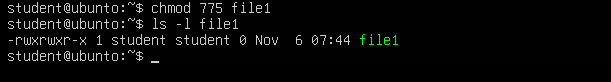 student@ubunto:~$ chmod 775 file1
student@ubunto:~$ ls -l file1
-rwxrwxr-x 1 student student 0 Nov  6 07:44 file1
student@ubunto:~$ _